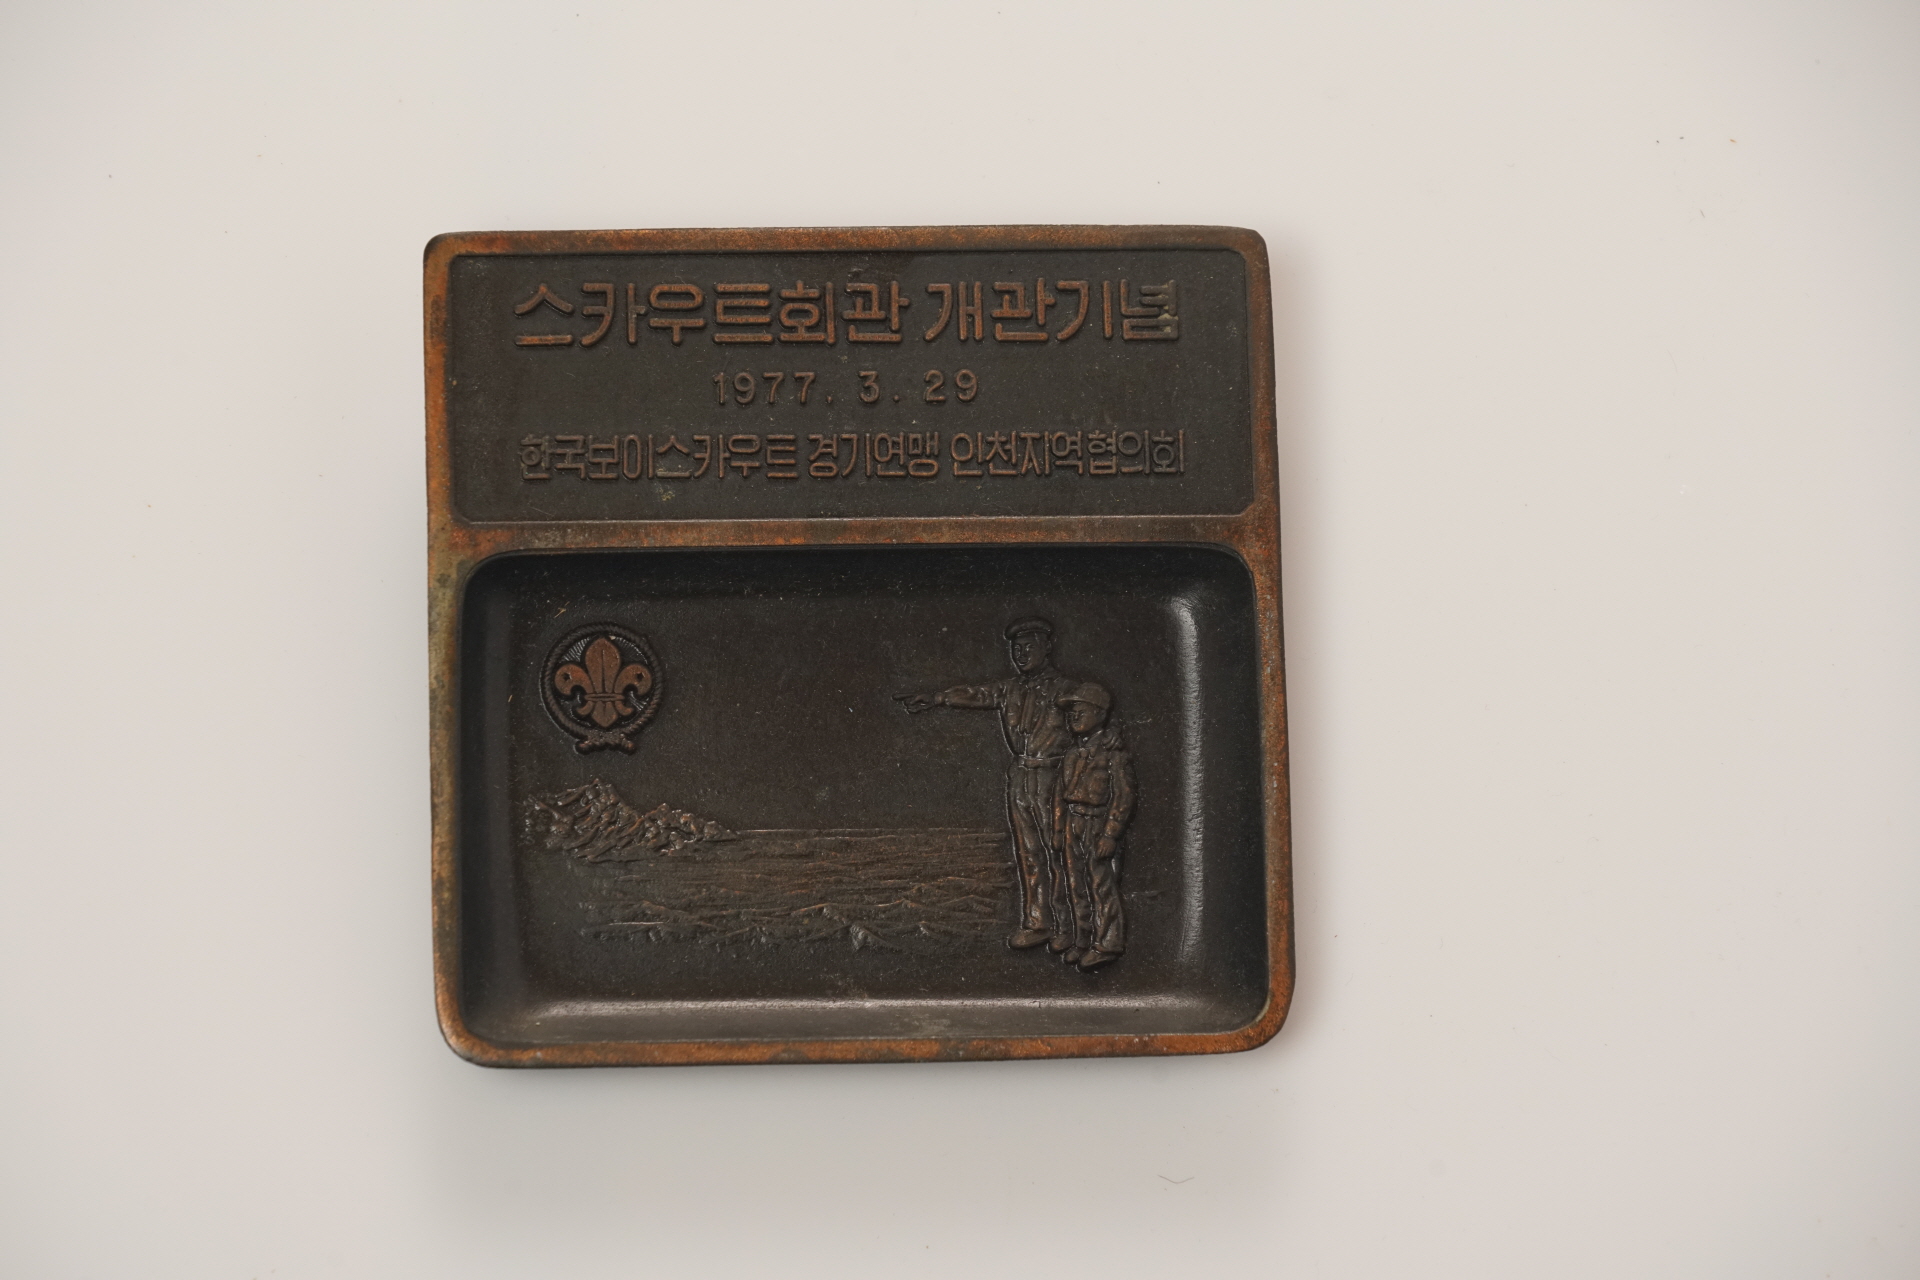 스카우트회관 개관기념
1977. 3. 29
한국보이스카우트 경기연맹 인천지역협의회